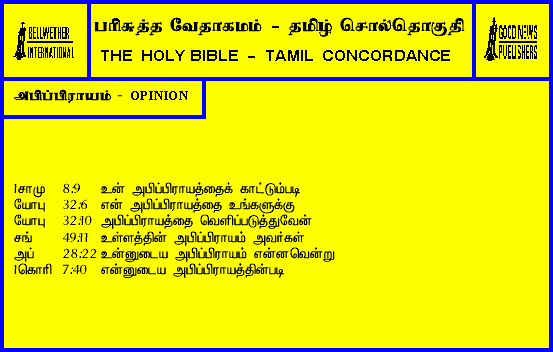 BELLWETHER
INTERNATIONAL
பரிசுத்த வேதாகமம் - தமிழ் சொல்தொகுதி
THE HOLY BIBLE - TAMIL CONCORDANCE
GOOD NEWS
PUBLISHERS
அபிப்பிராயம் - OPINION
1சாமு 8:9 உன் அபிப்பிராயத்தைக் காட்டும்படி
யோபு 32:6 என் அபிப்பிராயத்தை உங்களுக்கு
யோபு 32:10 அபிப்பிராயத்தை வெளிப்படுத்துவேன்
சங் 49:11 உள்ளத்தின் அபிப்பிராயம் அவர்கள்
அப் 28:22 உன்னுடைய அபிப்பிராயம் என்னவென்று
1கொரி 7:40 என்னுடைய அபிப்பிராயத்தின்படி